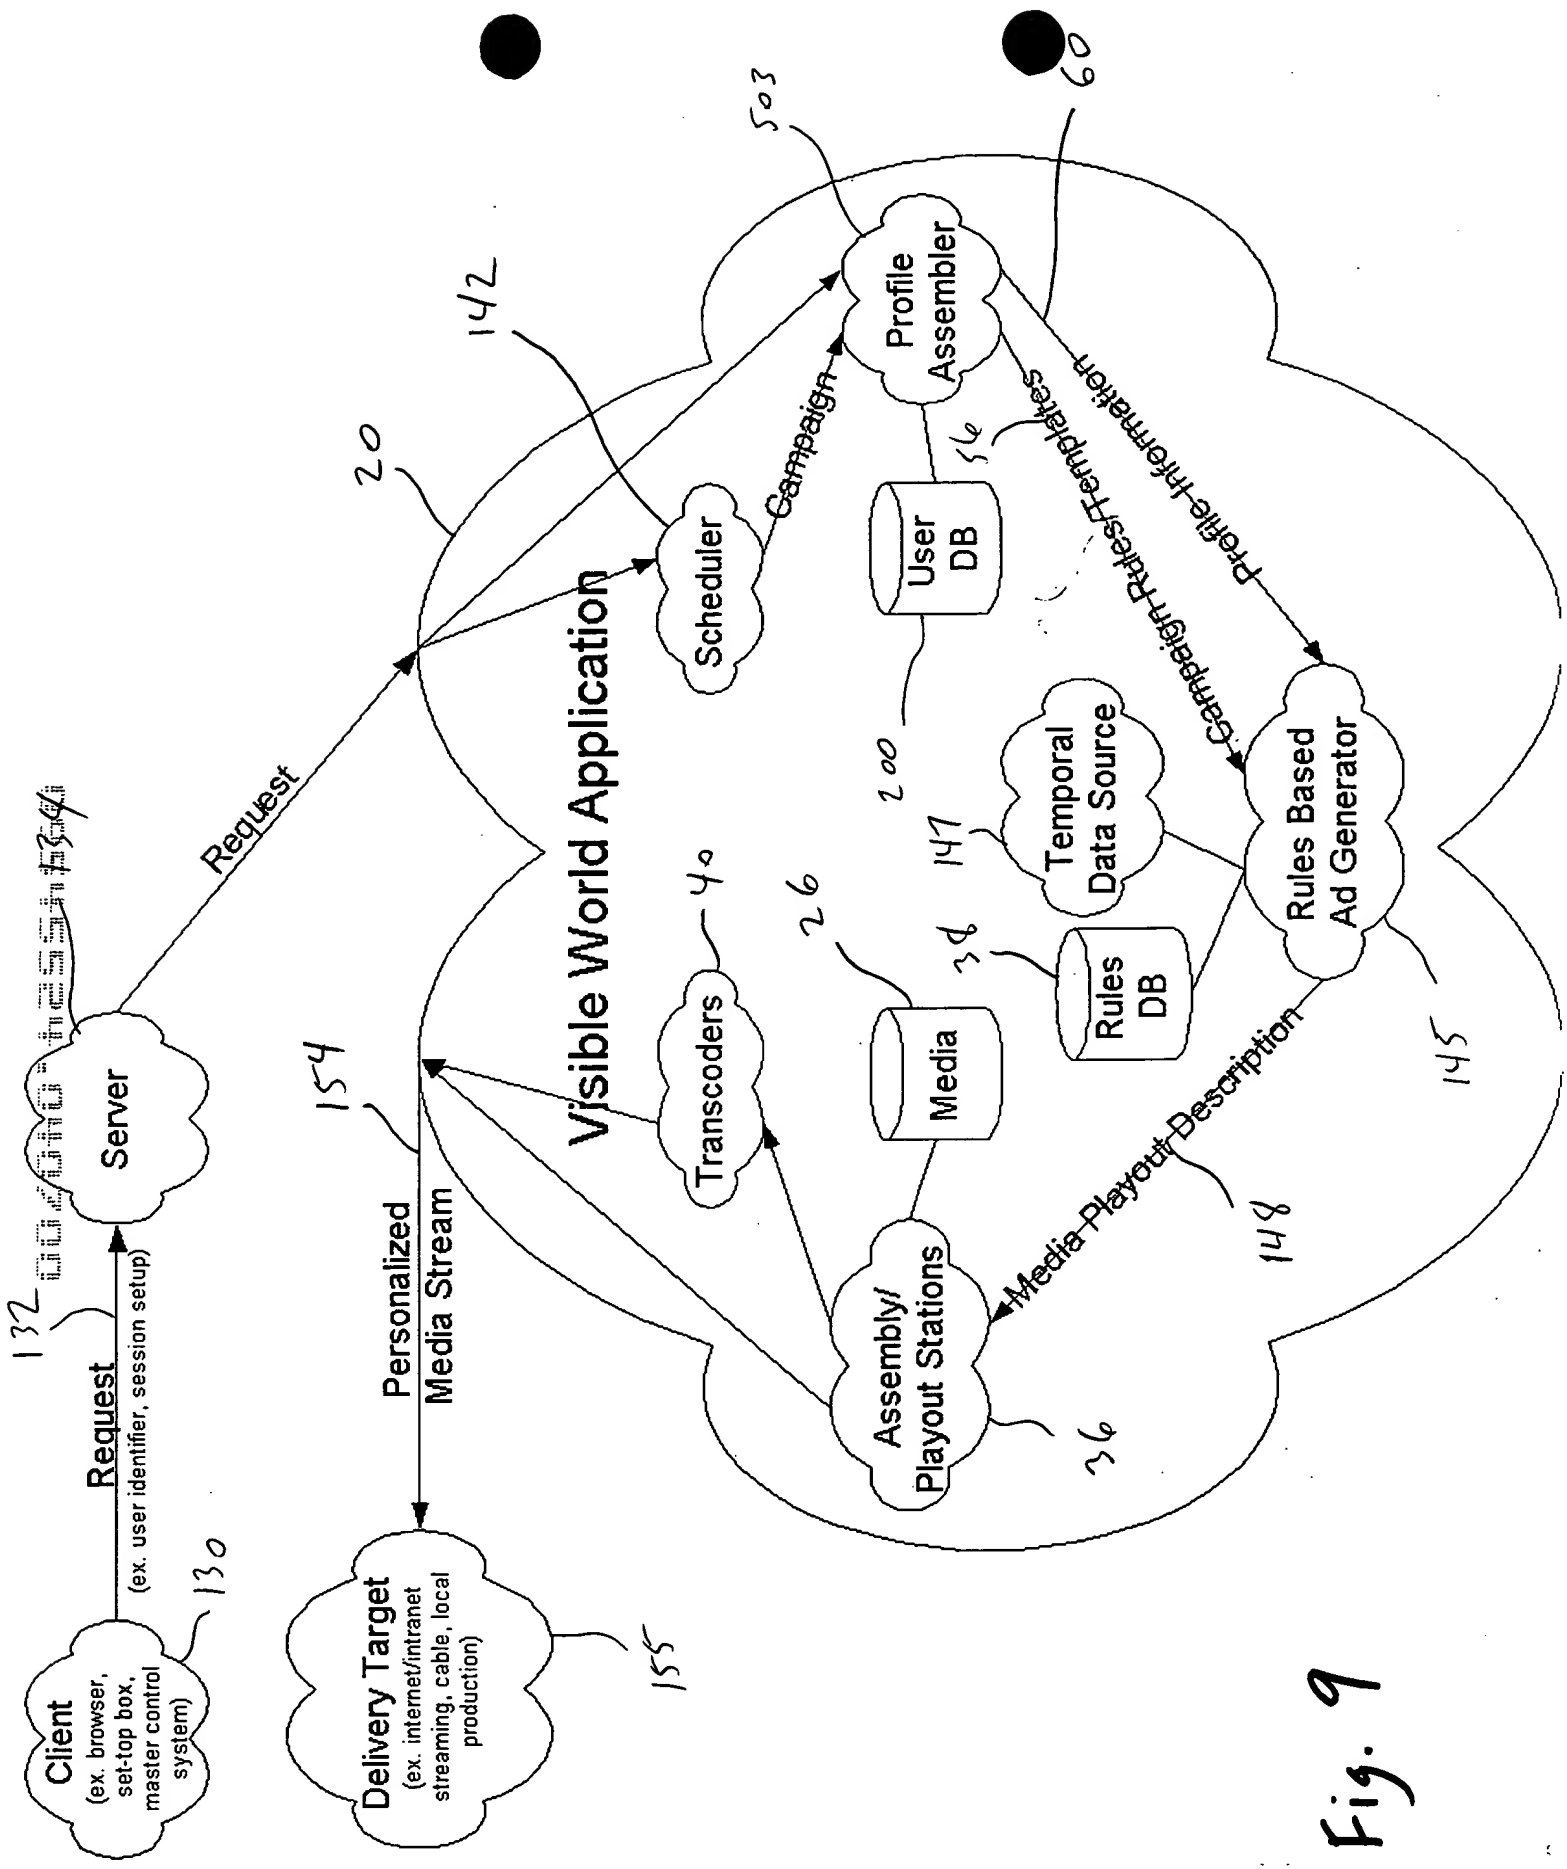 Client
(ex. browser,
set-top box,
master control
system)
130
Request
(ex. user identifier, session setup)
132
Server
134
Request
Delivery Target
(ex. internet/intranet
streaming, cable, local
production)
155
Personalized
Media Stream
154
20
Visible World Application
Transcoders
40
Scheduler
142
Campaign
Profile
Assembler
503
60
User
DB
200
Media
26
Assembly/
Playout Stations
36
Rules
DB
38
Temporal
Data Source
147
Campaign Rules/Templates
56
Profile Information
Rules Based
Ad Generator
145
Media Playout Description
148
Fig. 9